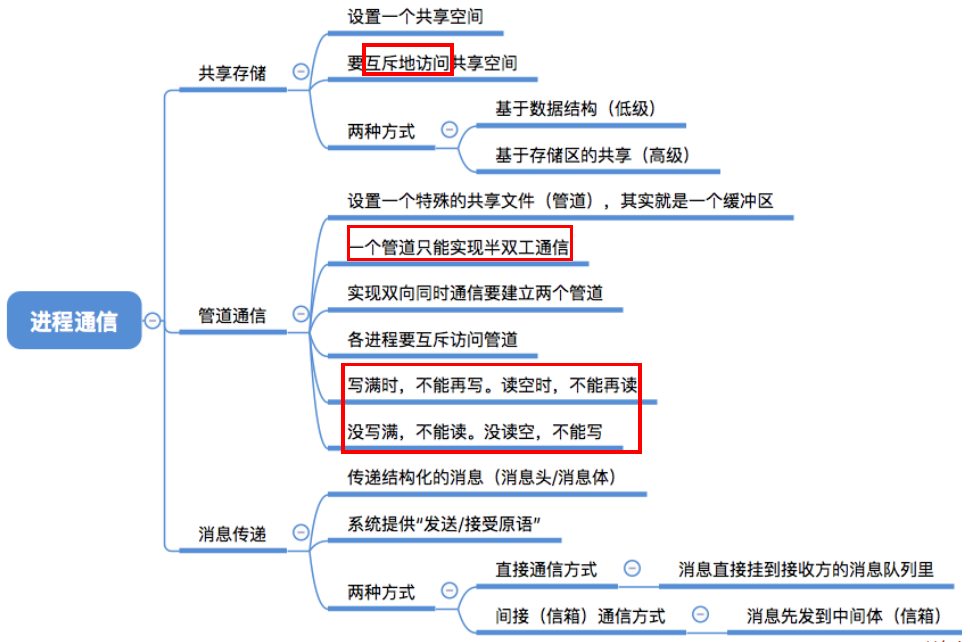 设置一个共享空间
要互斥地访问共享空间
共享存储
基于数据结构（低级）
两种方式
基于存储区的共享（高级）
设置一个特殊的共享文件（管道），其实就是一个缓冲区
一个管道只能实现半双工通信
实现双向同时通信要建立两个管道
管道通信
进程通信
各进程要互斥访问管道
写满时，不能再写。读空时，不能再读
没写满，不能读。没读空，不能写
传递结构化的消息（消息头/消息体）
系统提供“发送/接受原语”
消息传递
直接通信方式
消息直接挂到接收方的消息队列里
两种方式
间接（信箱）通信方式
消息先发到中间体（信箱）